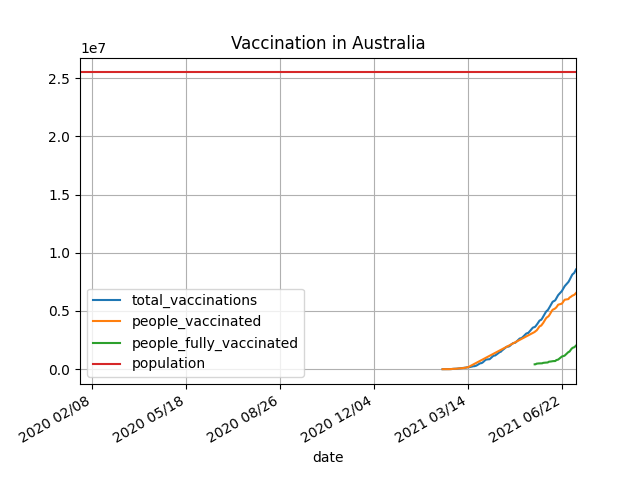 Vaccination in Australia
1e7
2.5
2.0
1.5
1.0
0.5
0.0
total_vaccinations
people_vaccinated
people_fully_vaccinated
population
2020 02/08
2020 05/18
2020 08/26
2020 12/04
2021 03/14
2021 06/22
date